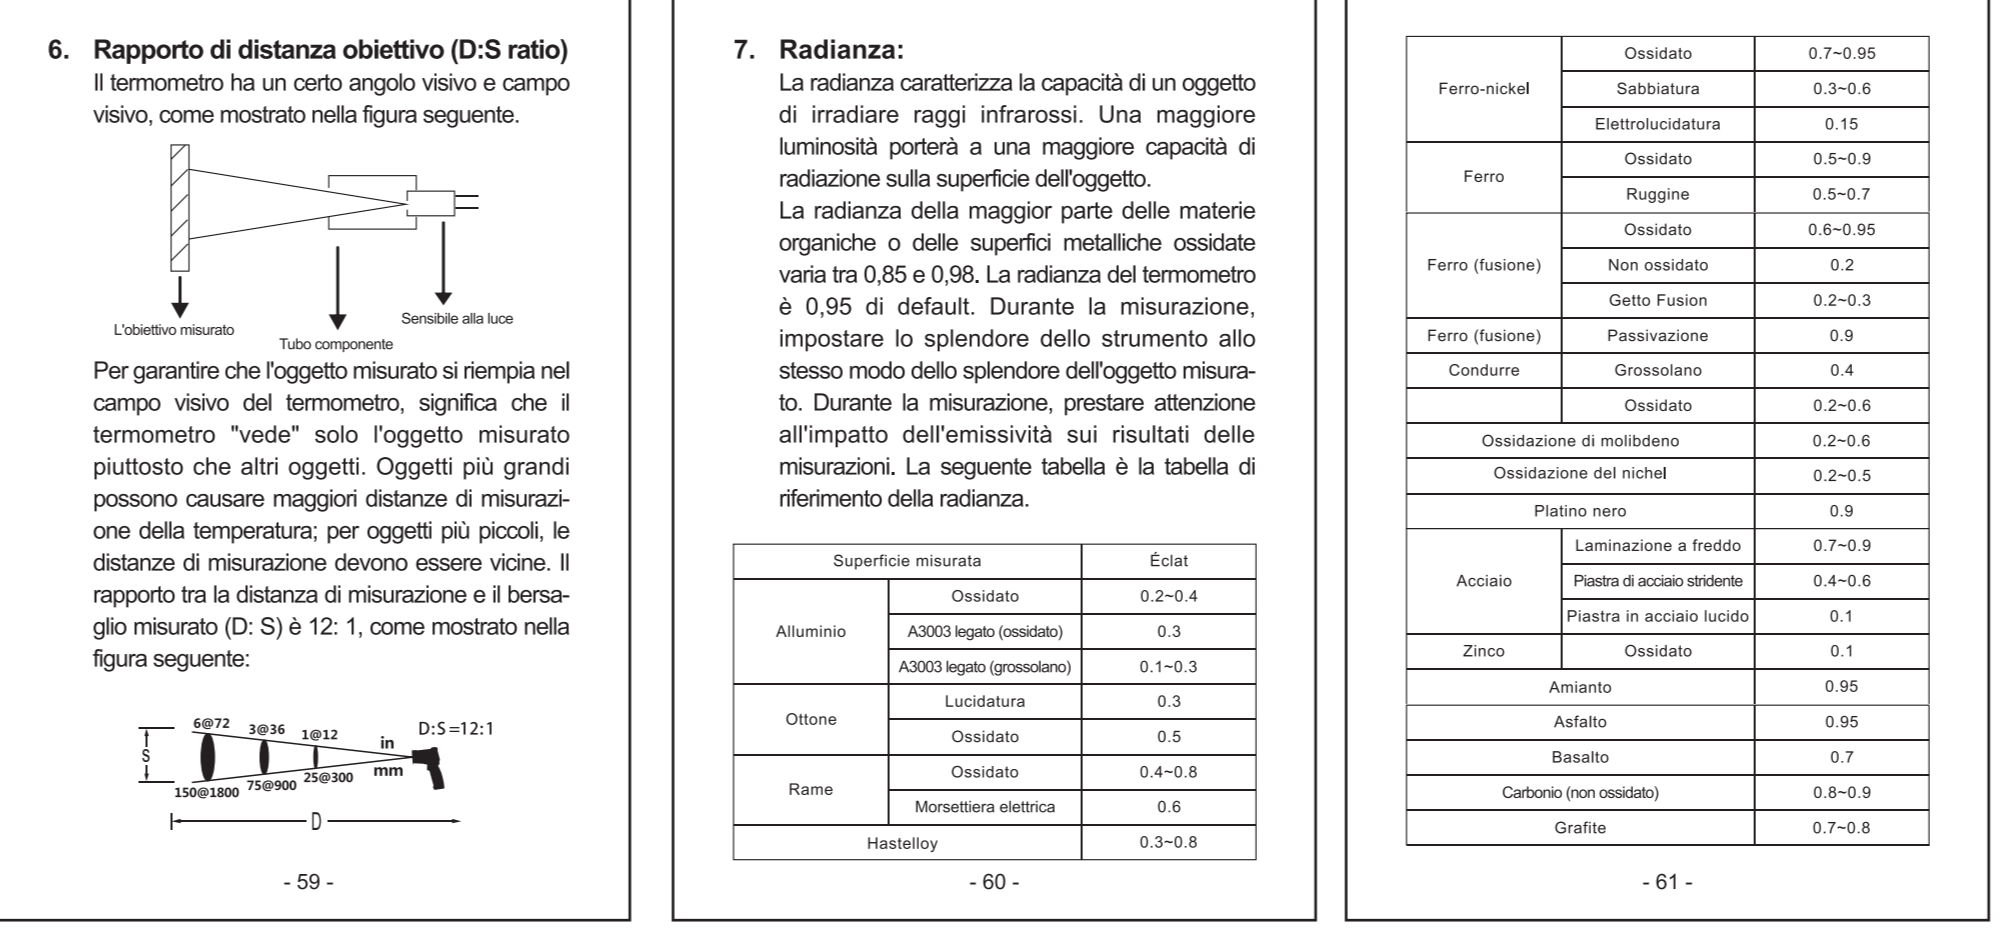 6. Rapporto di distanza obiettivo (D:S ratio)
Il termometro ha un certo angolo visivo e campo
visivo, come mostrato nella figura seguente.
L'obiettivo misurato
Tubo componente
Sensibile alla luce
Per garantire che l'oggetto misurato si riempia nel
campo visivo del termometro, significa che il
termometro "vede" solo l'oggetto misurato
piuttosto che altri oggetti. Oggetti più grandi
possono causare maggiori distanze di misurazi-
one della temperatura; per oggetti più piccoli, le
distanze di misurazione devono essere vicine. Il
rapporto tra la distanza di misurazione e il bersa-
glio misurato (D: S) è 12: 1, come mostrato nella
figura seguente:
6@72 3@36 1@12 in D:S=12:1
S
150@1800 75@900 25@300 mm
D
- 59 -
7. Radianza:
La radianza caratterizza la capacità di un oggetto
di irradiare raggi infrarossi. Una maggiore
luminosità porterà a una maggiore capacità di
radiazione sulla superficie dell'oggetto.
La radianza della maggior parte delle materie
organiche o delle superfici metalliche ossidate
varia tra 0,85 e 0,98. La radianza del termometro
è 0,95 di default. Durante la misurazione,
impostare lo splendore dello strumento allo
stesso modo dello splendore dell'oggetto misura-
to. Durante la misurazione, prestare attenzione
all'impatto dell'emissività sui risultati delle
misurazioni. La seguente tabella è la tabella di
riferimento della radianza.
Superficie misurata Éclat
Alluminio Ossidato 0.2~0.4
A3003 legato (ossidato) 0.3
A3003 legato (grossolano) 0.1~0.3
Ottone Lucidatura 0.3
Ossidato 0.5
Rame Ossidato 0.4~0.8
Morsettiera elettrica 0.6
Hastelloy 0.3~0.8
- 60 -
Ferro-nickel Ossidato 0.7~0.95
Sabbiatura 0.3~0.6
Elettrolucidatura 0.15
Ferro Ossidato 0.5~0.9
Ruggine 0.5~0.7
Ferro (fusione) Ossidato 0.6~0.95
Non ossidato 0.2
Getto Fusion 0.2~0.3
Ferro (fusione) Passivazione 0.9
Condurre Grossolano 0.4
Ossidato 0.2~0.6
Ossidazione di molibdeno 0.2~0.6
Ossidazione del nichel 0.2~0.5
Platino nero 0.9
Acciaio Laminazione a freddo 0.7~0.9
Piastra di acciaio stridente 0.4~0.6
Piastra in acciaio lucido 0.1
Zinco Ossidato 0.1
Amianto 0.95
Asfalto 0.95
Basalto 0.7
Carbonio (non ossidato) 0.8~0.9
Grafite 0.7~0.8
- 61 -